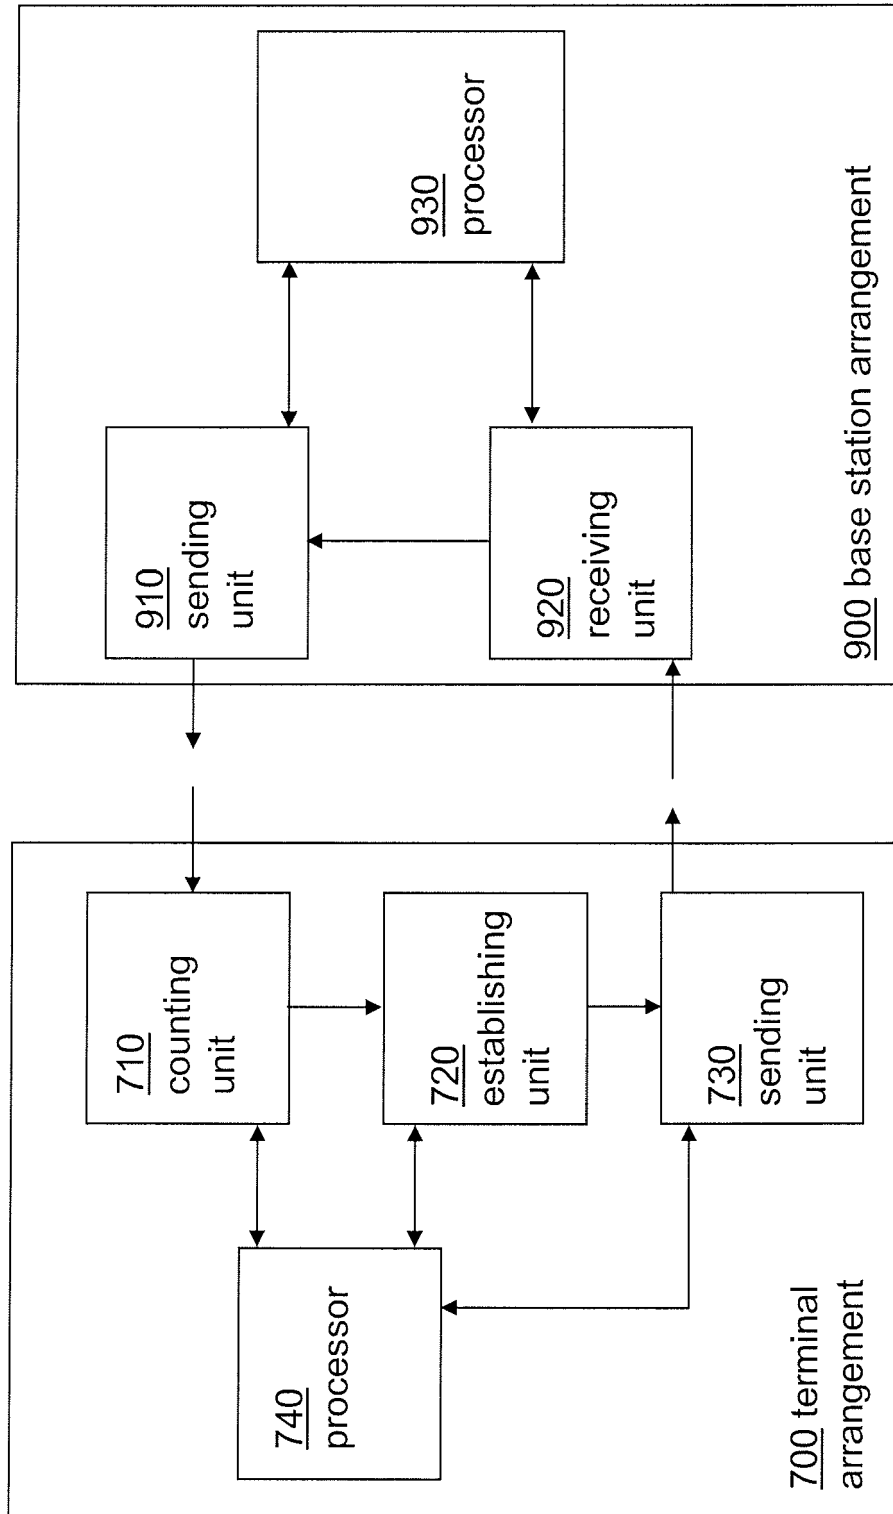 740
processor
710
counting
unit
720
establishing
unit
730
sending
unit
700 terminal
arrangement
910
sending
unit
920
receiving
unit
930
processor
900 base station arrangement